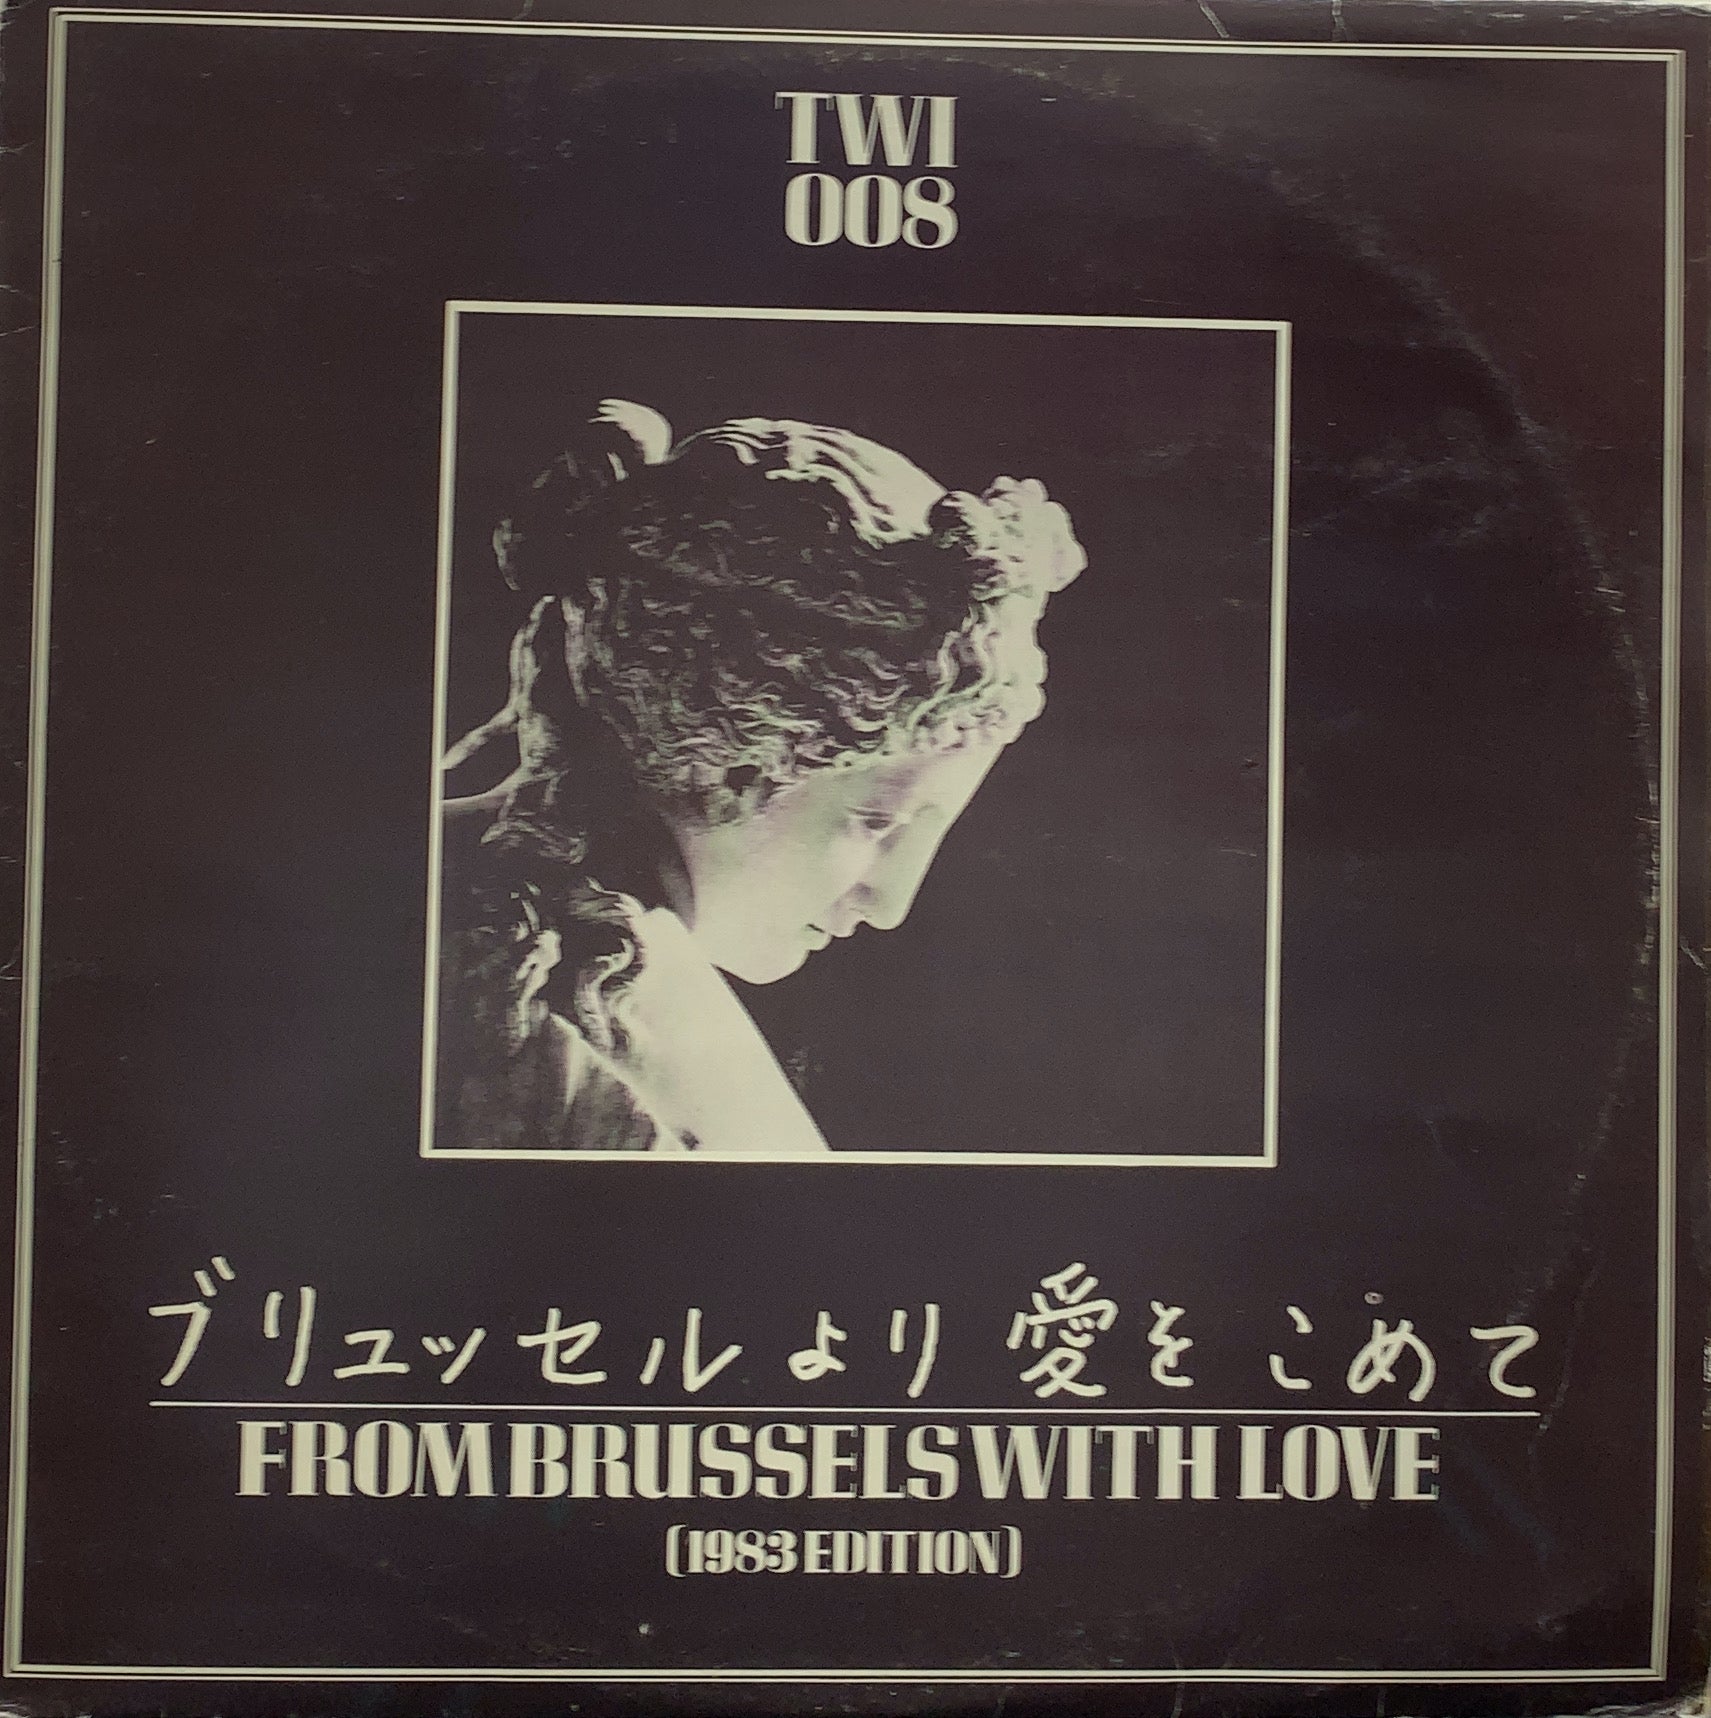 TWI
008
ブリュッセルより 愛をこめて
FROM BRUSSELS WITH LOVE
(1983 EDITION)